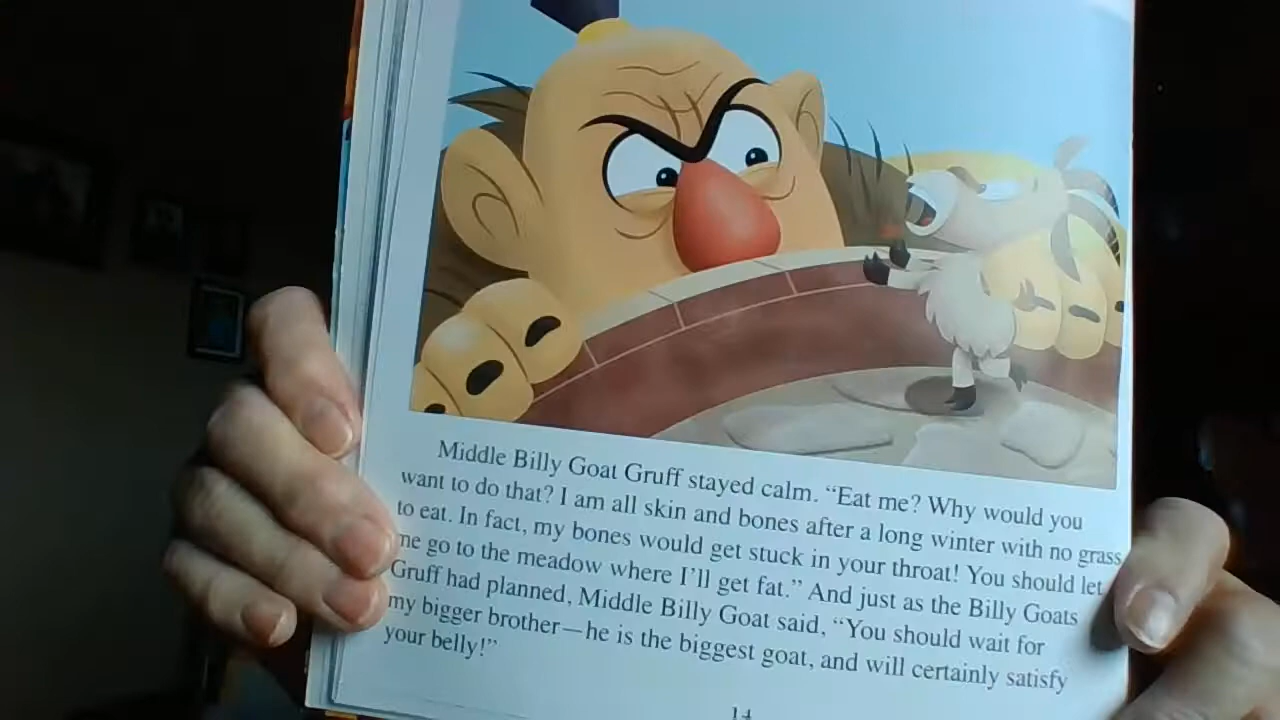 Middle Billy Goat Gruff stayed calm. “Eat me? Why would you
want to do that? I am all skin and bones after a long winter with no grass
to eat. In fact, my bones would get stuck in your throat! You should let
me go to the meadow where I’ll get fat.” And just as the Billy Goats
Gruff had planned, Middle Billy Goat said, “You should wait for
my bigger brother—he is the biggest goat, and will certainly satisfy
your belly!”
14